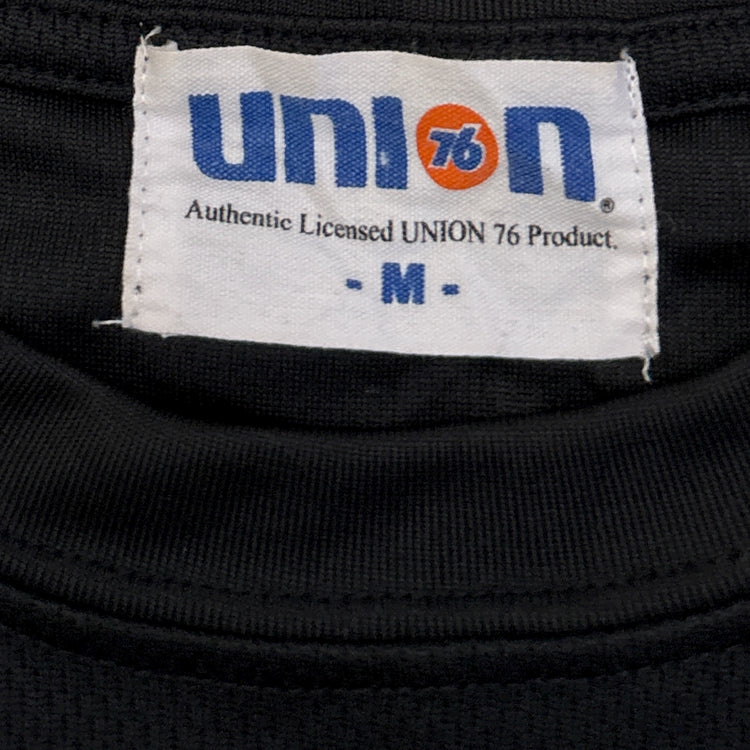 union 76 ®
Authentic Licensed UNION 76 Product.
- M -